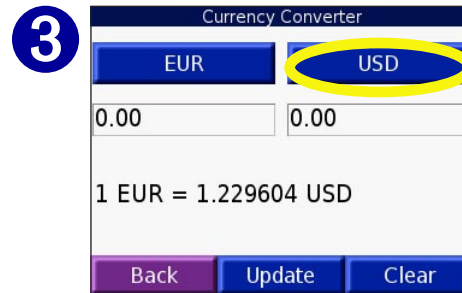 3
Currency Converter
EUR USD
0.00 0.00
1 EUR = 1.229604 USD
Back Update Clear